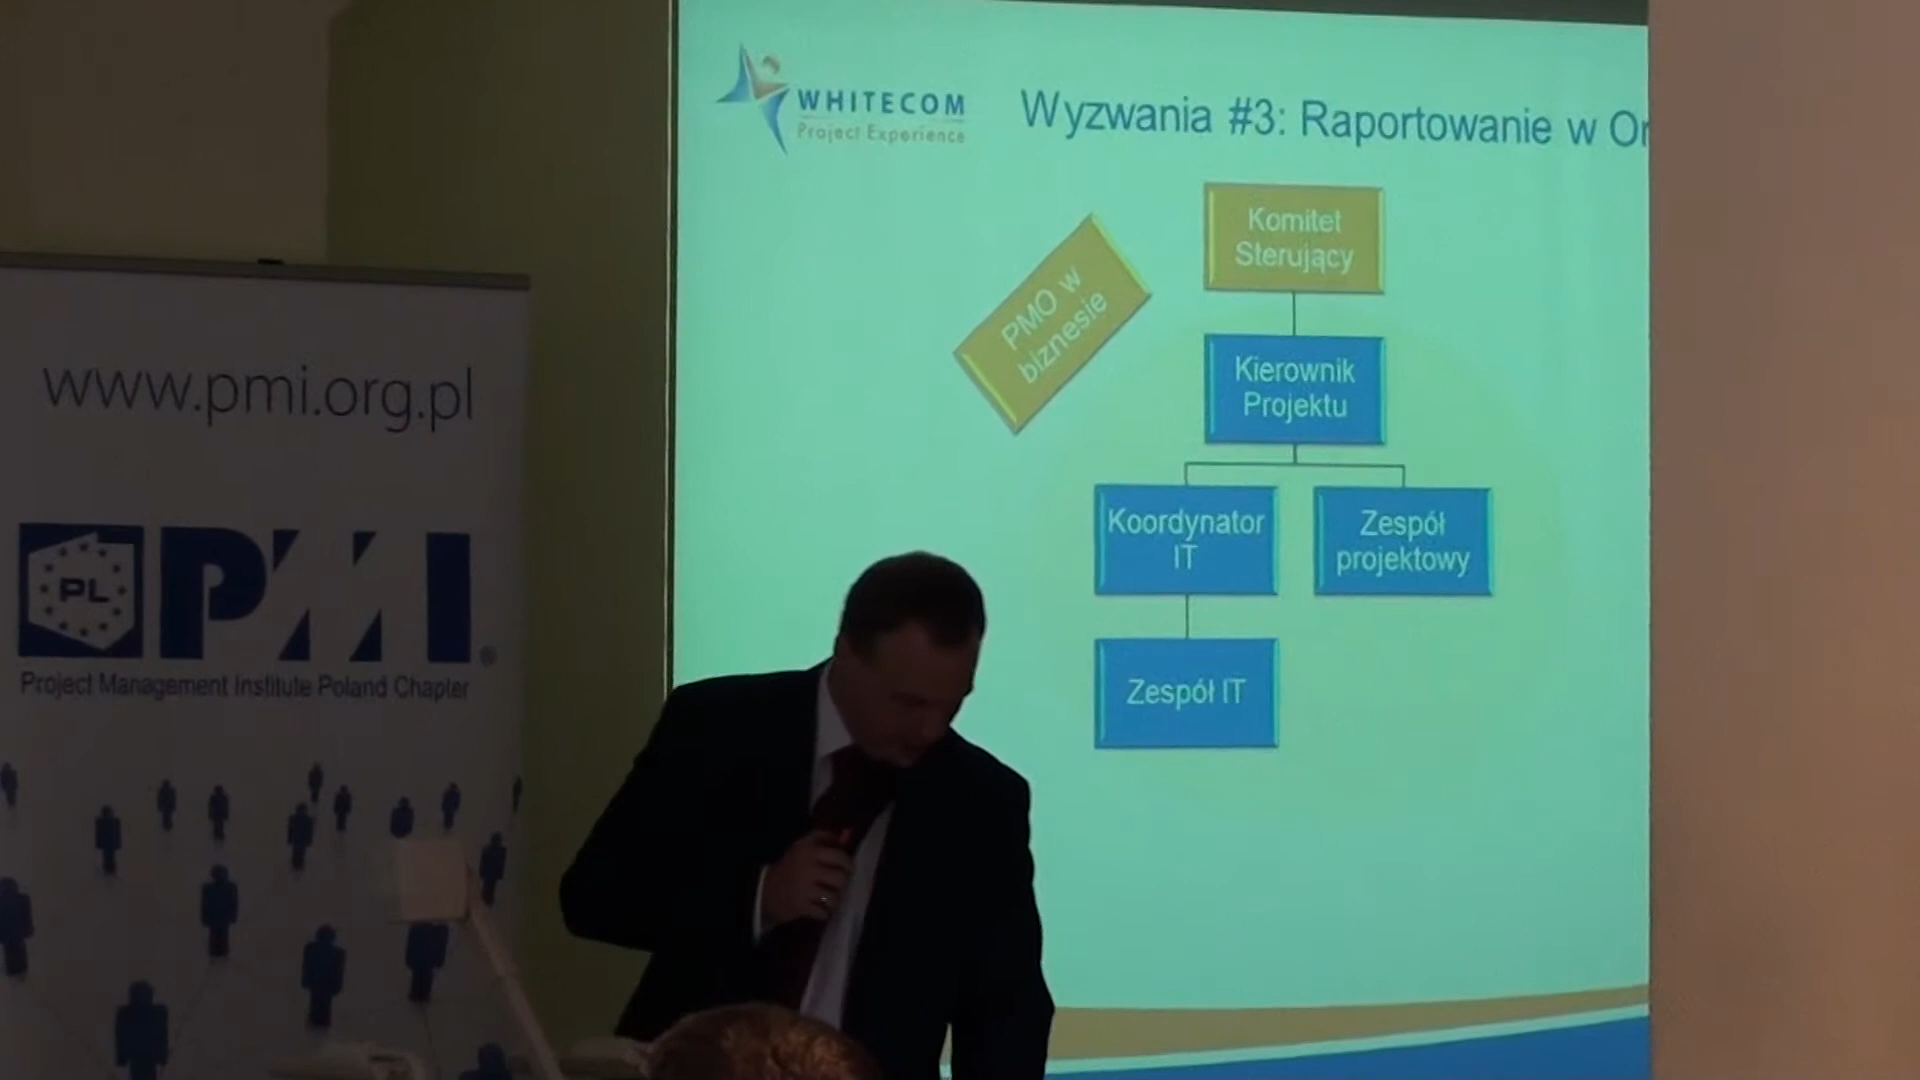 WHITECOM
Project Experience
Wyzwania #3: Raportowanie w Or
Komitet
Sterujący
PMO w
biznesie
Kierownik
Projektu
Koordynator
IT
Zespół
projektowy
Zespół IT
www.pmi.org.pl
PL
PMI
Project Management Institute Poland Chapter